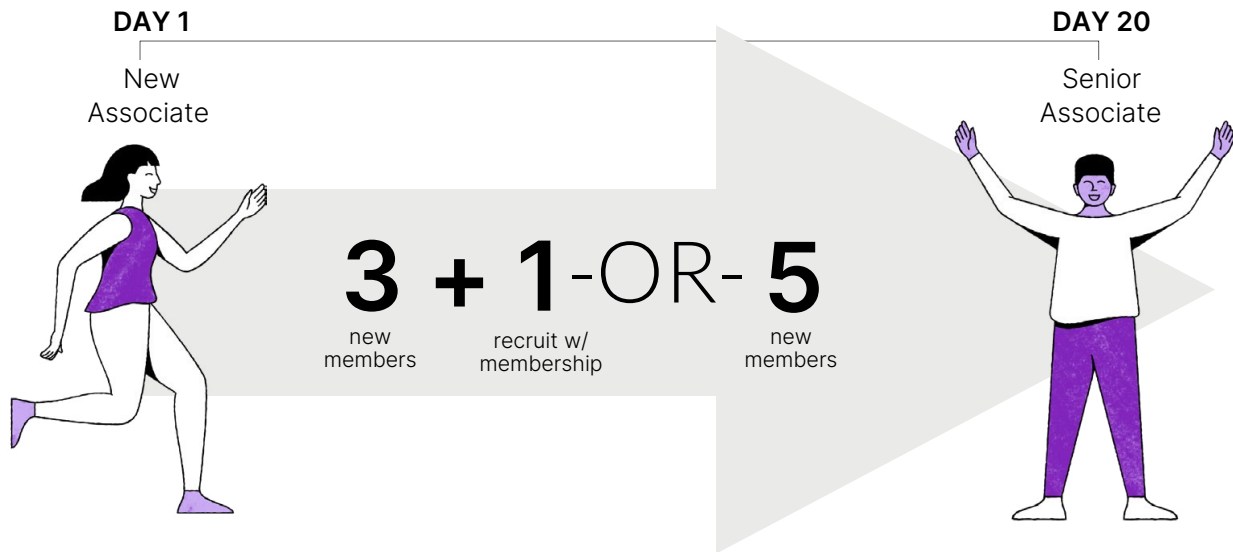 DAY 1
DAY 20
New
Associate
Senior
Associate
3 + 1 -OR- 5
new
members
recruit w/
membership
new
members